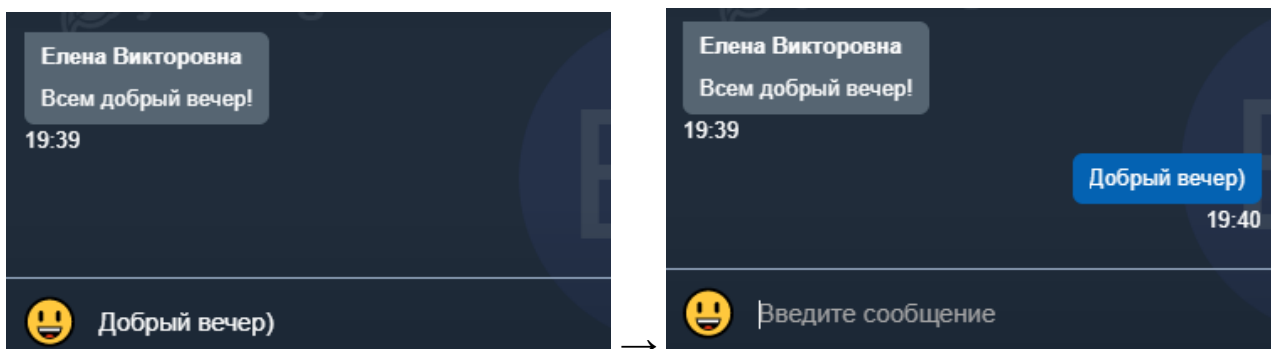 Елена Викторовна
Всем добрый вечер!
19:39
Добрый вечер)
→
Елена Викторовна
Всем добрый вечер!
19:39
Добрый вечер)
19:40
Введите сообщение